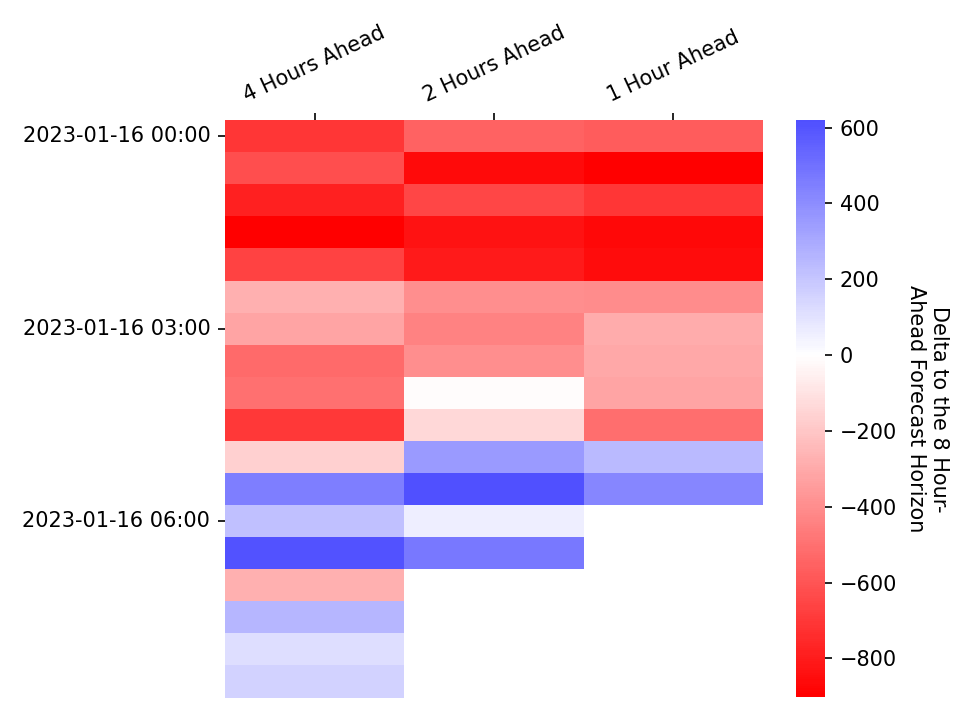 4 Hours Ahead
2 Hours Ahead
1 Hour Ahead
2023-01-16 00:00
2023-01-16 03:00
2023-01-16 06:00
600
400
200
0
−200
−400
−600
−800
Delta to the 8 Hour-
Ahead Forecast Horizon